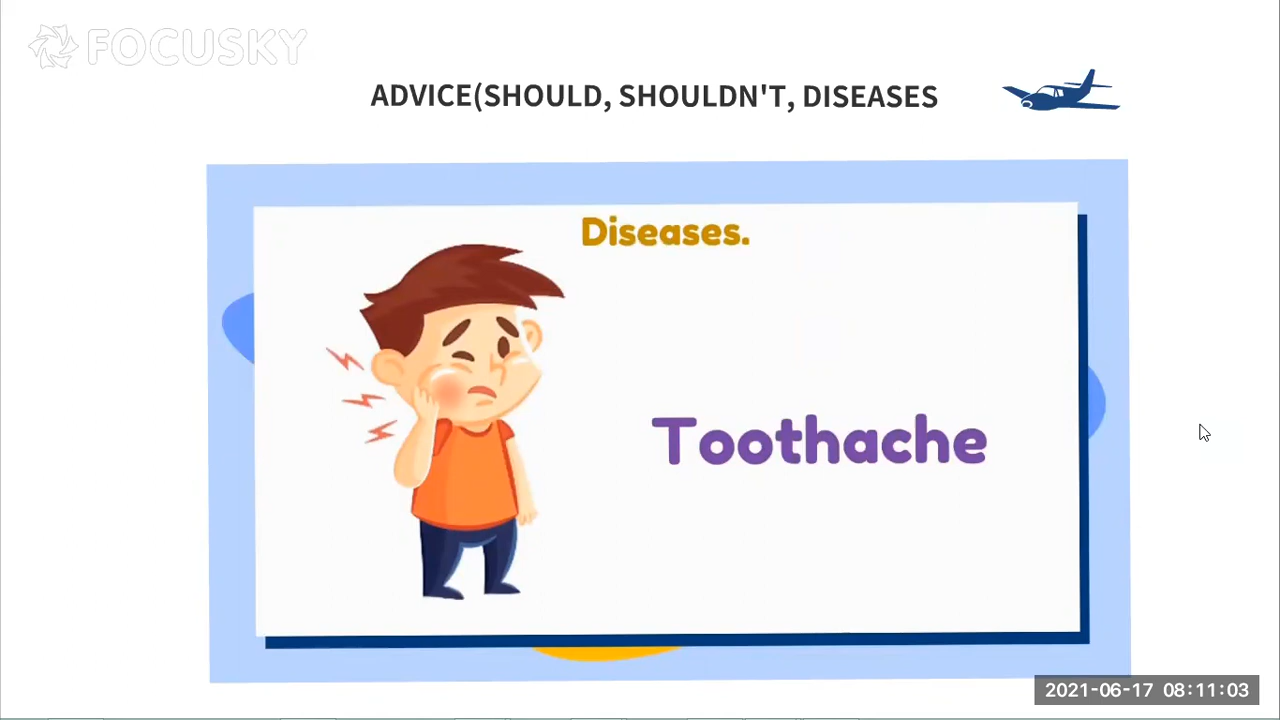 FOCUSKY
ADVICE(SHOULD, SHOULDN'T, DISEASES
Diseases.
Toothache
2021-06-17 08:11:03